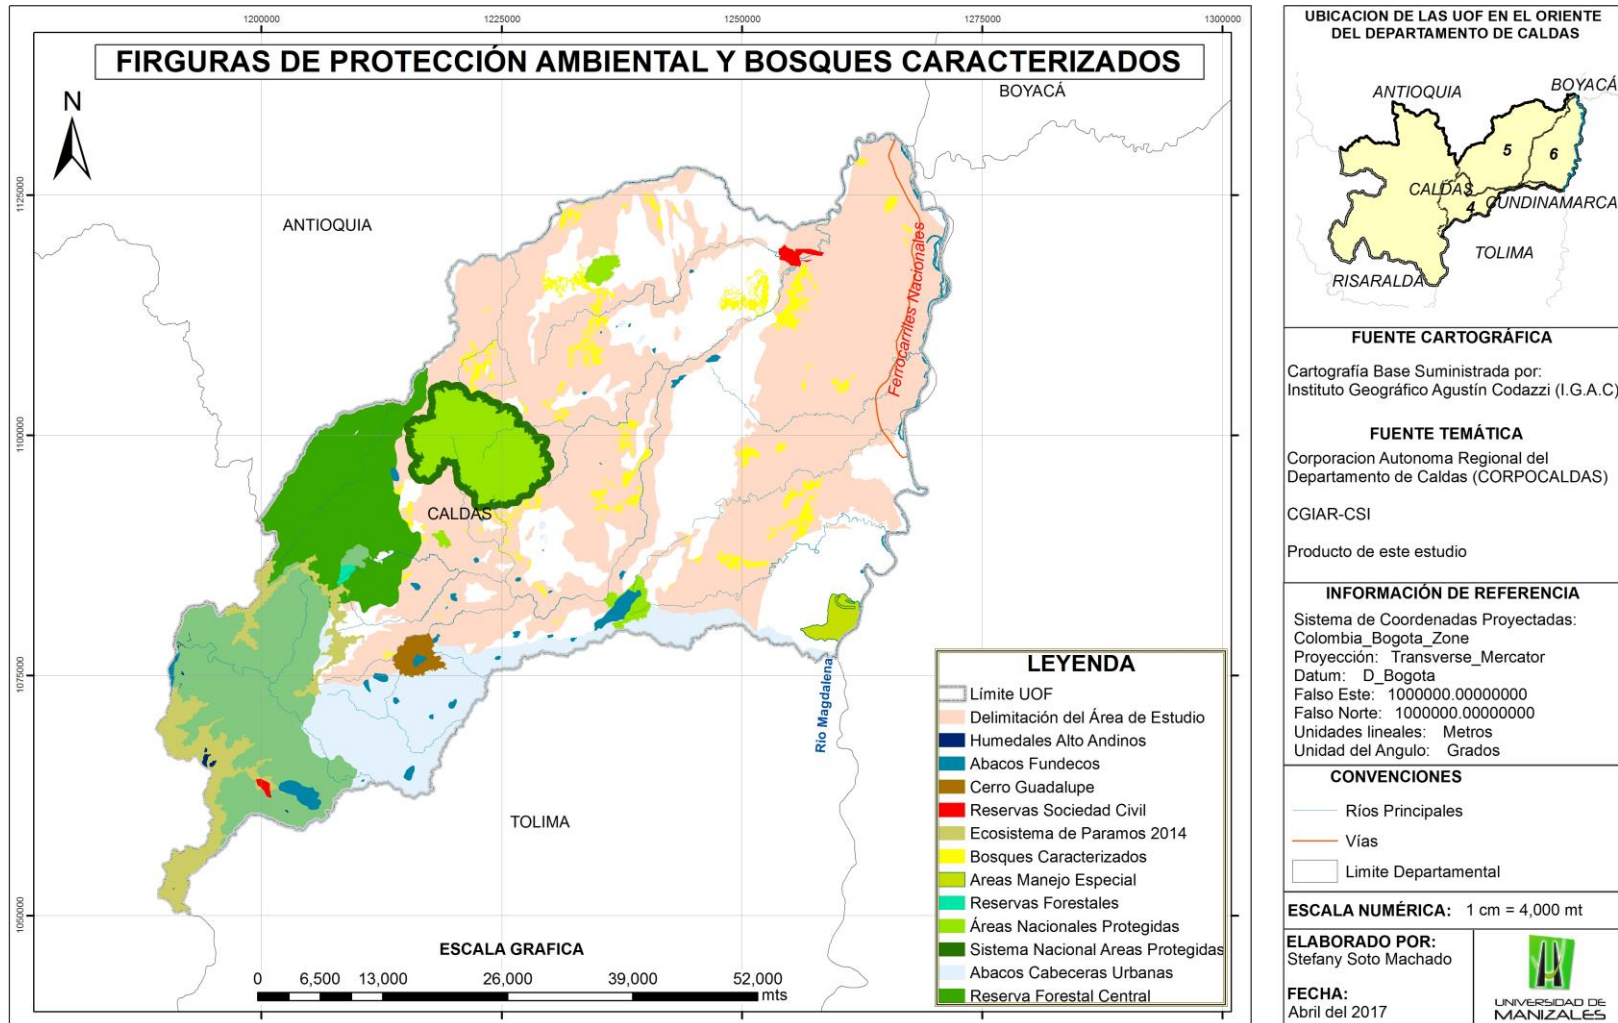 1200000
1225000
1250000
1275000
1300000
FIRGURAS DE PROTECCIÓN AMBIENTAL Y BOSQUES CARACTERIZADOS
N
BOYACÁ
ANTIOQUIA
1125000
1125000
Ferrocarriles Nacionales
1100000
1100000
CALDAS
1075000
1075000
Rio Magdalena
TOLIMA
1050000
1050000
LEYENDA
Límite UOF
Delimitación del Área de Estudio
Humedales Alto Andinos
Abacos Fundecos
Cerro Guadalupe
Reservas Sociedad Civil
Ecosistema de Paramos 2014
Bosques Caracterizados
Areas Manejo Especial
Reservas Forestales
Áreas Nacionales Protegidas
Sistema Nacional Areas Protegidas
Abacos Cabeceras Urbanas
Reserva Forestal Central
ESCALA GRAFICA
0 6,500 13,000 26,000 39,000 52,000
mts
1200000
1225000
1250000
1275000
1300000
UBICACION DE LAS UOF EN EL ORIENTE
DEL DEPARTAMENTO DE CALDAS
ANTIOQUIA
BOYACÁ
5
6
CALDAS
4
CUNDINAMARCA
TOLIMA
RISARALDA
FUENTE CARTOGRÁFICA
Cartografía Base Suministrada por:
Instituto Geográfico Agustín Codazzi (I.G.A.C)
FUENTE TEMÁTICA
Corporacion Autonoma Regional del
Departamento de Caldas (CORPOCALDAS)
CGIAR-CSI
Producto de este estudio
INFORMACIÓN DE REFERENCIA
Sistema de Coordenadas Proyectadas:
Colombia_Bogota_Zone
Proyección: Transverse_Mercator
Datum: D_Bogota
Falso Este: 1000000.00000000
Falso Norte: 1000000.00000000
Unidades lineales: Metros
Unidad del Angulo: Grados
CONVENCIONES
Ríos Principales
Vías
Limite Departamental
ESCALA NUMÉRICA: 1 cm = 4,000 mt
ELABORADO POR:
Stefany Soto Machado
FECHA:
Abril del 2017
UNIVERSIDAD DE
MANIZALES